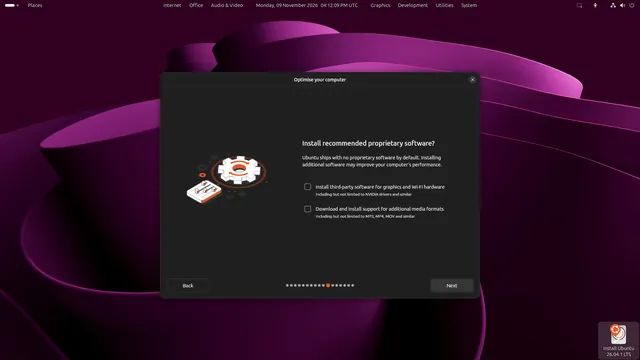 Places
Internet
Office
Audio & Video
Monday, 09 November 2026 04:12:09 PM UTC
Graphics
Development
Utilities
System
Optimise your computer
Install recommended proprietary software?
Ubuntu ships with no proprietary software by default. Installing
additional software may improve your computer's performance.
Install third-party software for graphics and Wi-Fi hardware
Including but not limited to NVIDIA drivers and similar
Download and install support for additional media formats
Including but not limited to MP3, MP4, MOV and similar
Back
Next
Install Ubuntu
26.04.1 LTS